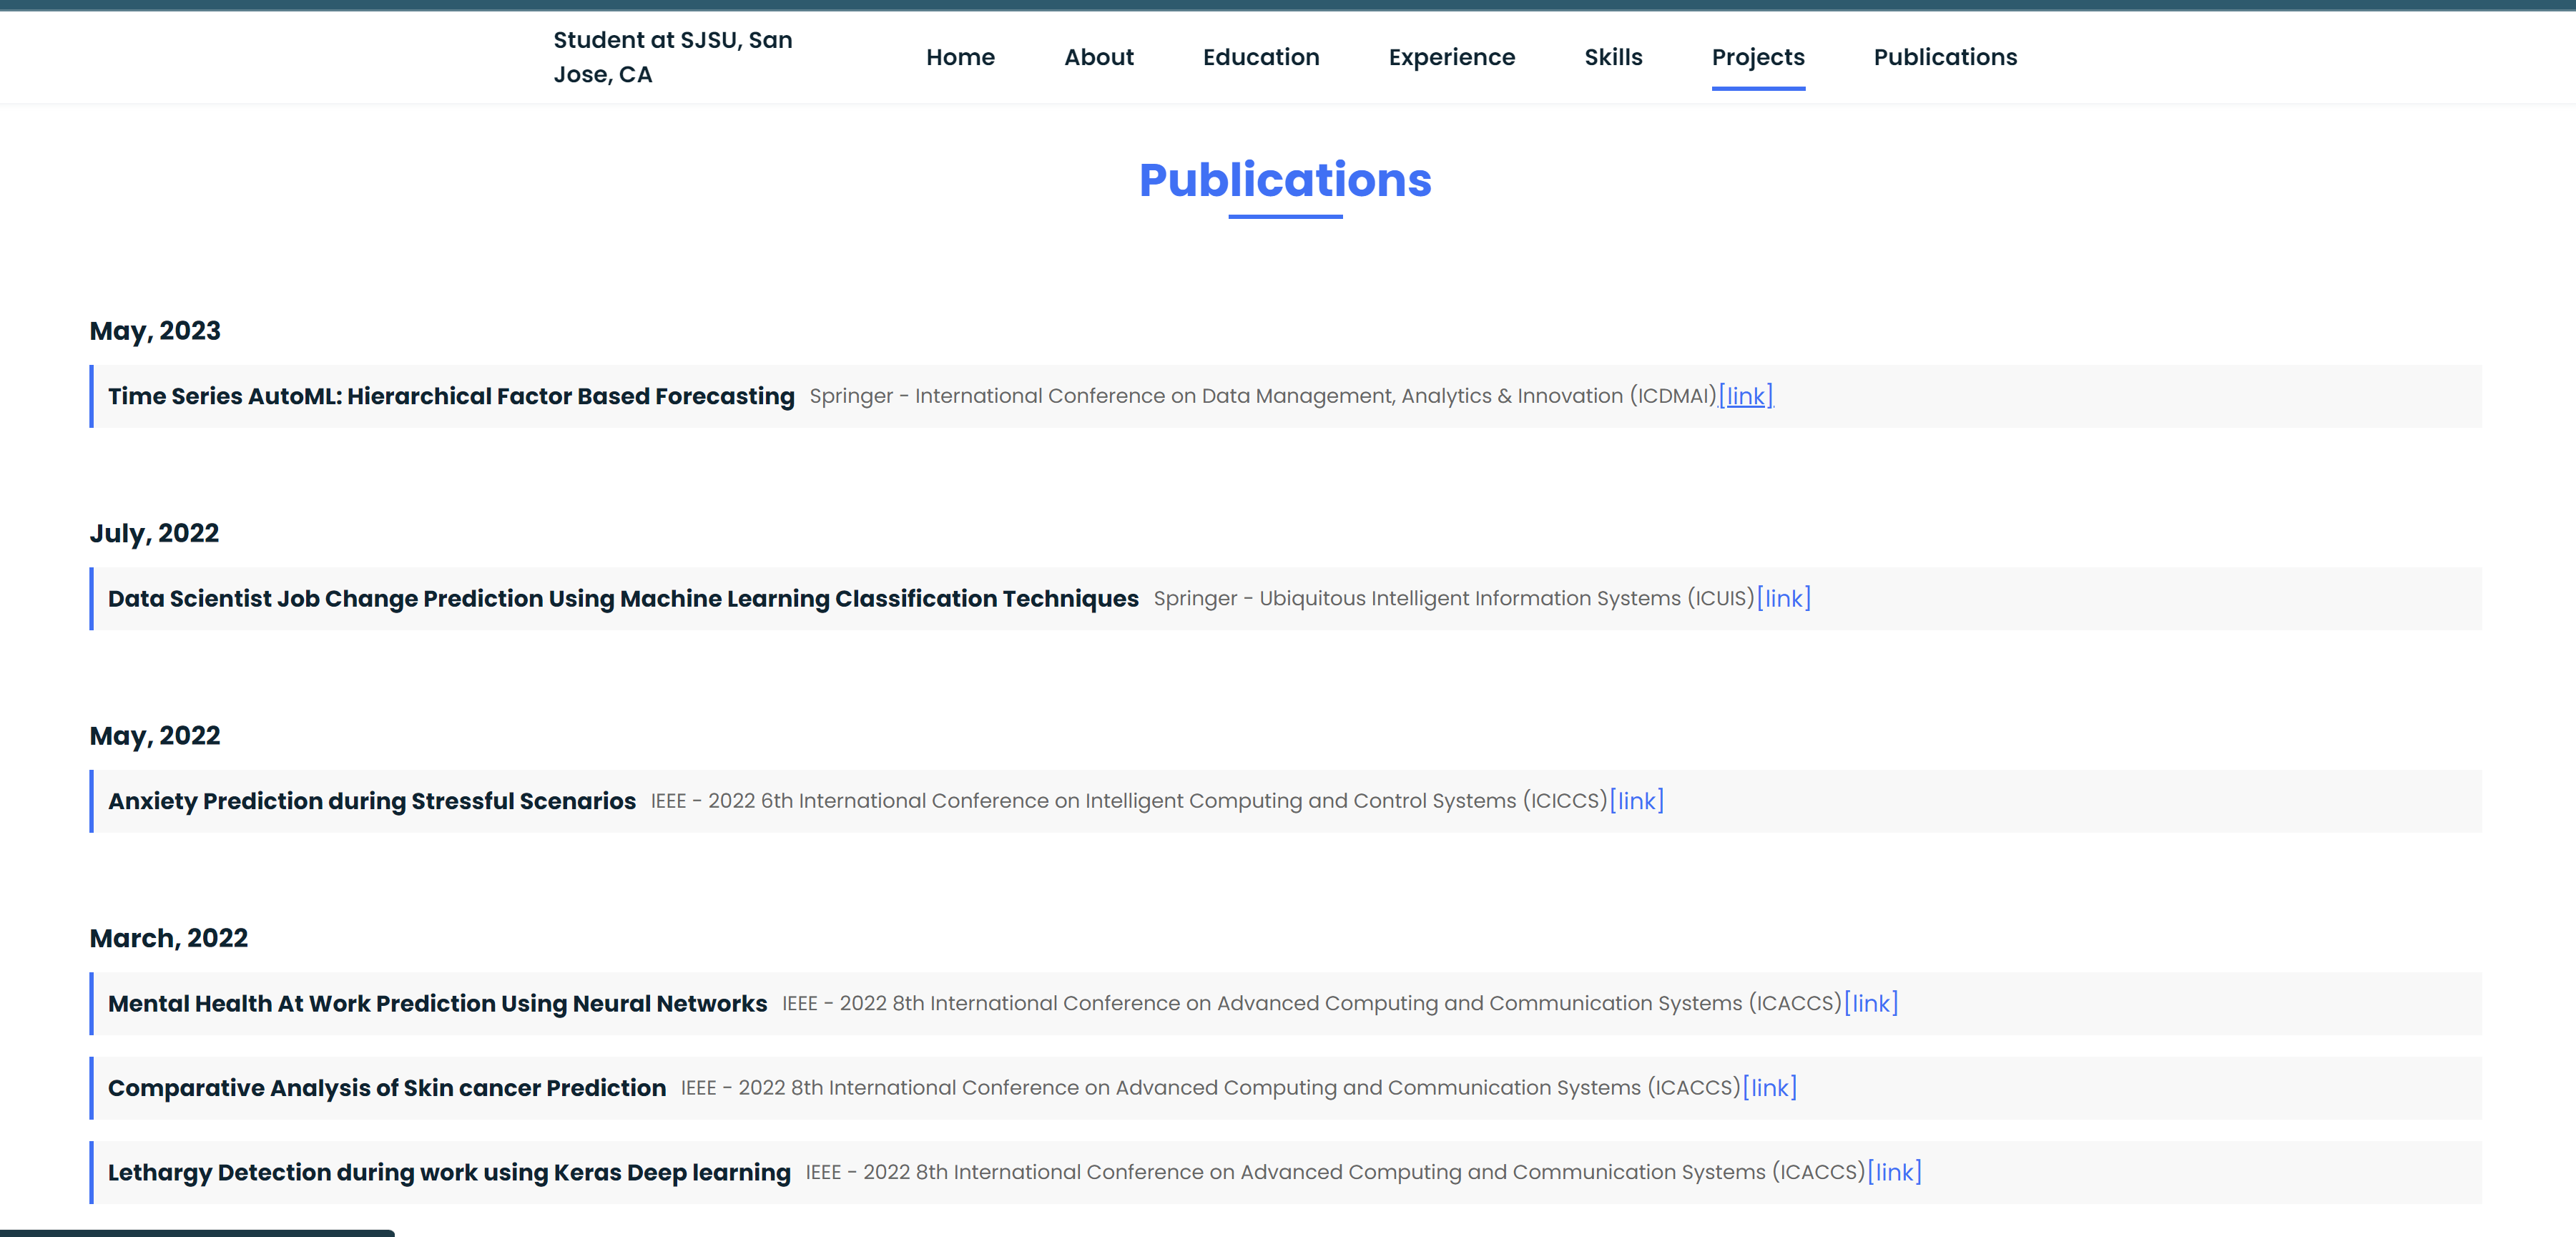 Student at SJSU, San
Jose, CA
Home About Education Experience Skills Projects Publications
Publications
May, 2023
Time Series AutoML: Hierarchical Factor Based Forecasting Springer - International Conference on Data Management, Analytics & Innovation (ICDMAI)[link]
July, 2022
Data Scientist Job Change Prediction Using Machine Learning Classification Techniques Springer - Ubiquitous Intelligent Information Systems (ICUIS)[link]
May, 2022
Anxiety Prediction during Stressful Scenarios IEEE - 2022 6th International Conference on Intelligent Computing and Control Systems (ICICCS)[link]
March, 2022
Mental Health At Work Prediction Using Neural Networks IEEE - 2022 8th International Conference on Advanced Computing and Communication Systems (ICACCS)[link]
Comparative Analysis of Skin cancer Prediction IEEE - 2022 8th International Conference on Advanced Computing and Communication Systems (ICACCS)[link]
Lethargy Detection during work using Keras Deep learning IEEE - 2022 8th International Conference on Advanced Computing and Communication Systems (ICACCS)[link]